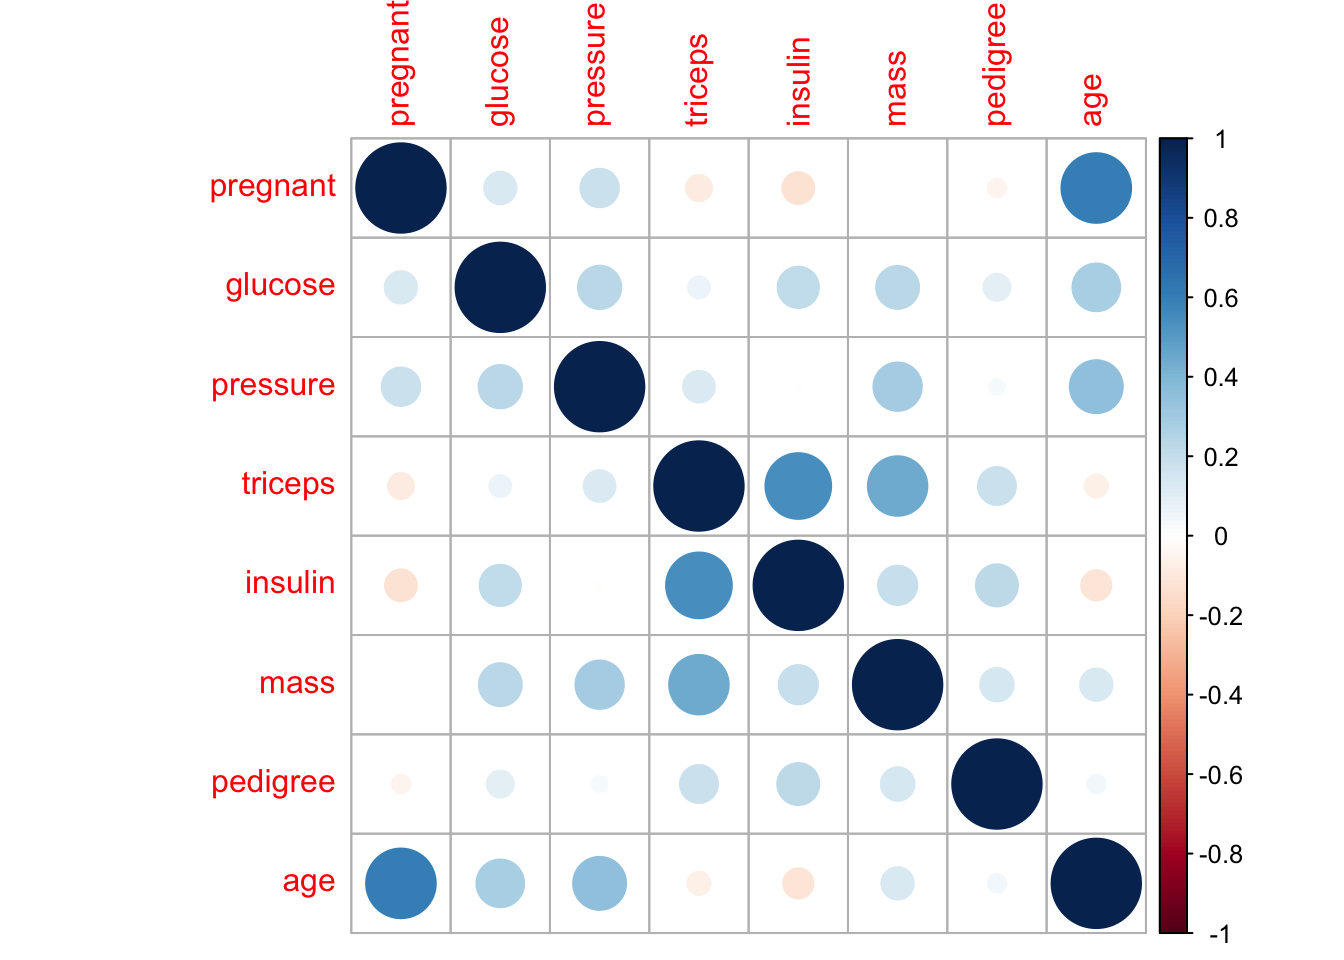 pregnant
glucose
pressure
triceps
insulin
mass
pedigree
age
pregnant
glucose
pressure
triceps
insulin
mass
pedigree
age
1
0.8
0.6
0.4
0.2
0
-0.2
-0.4
-0.6
-0.8
-1